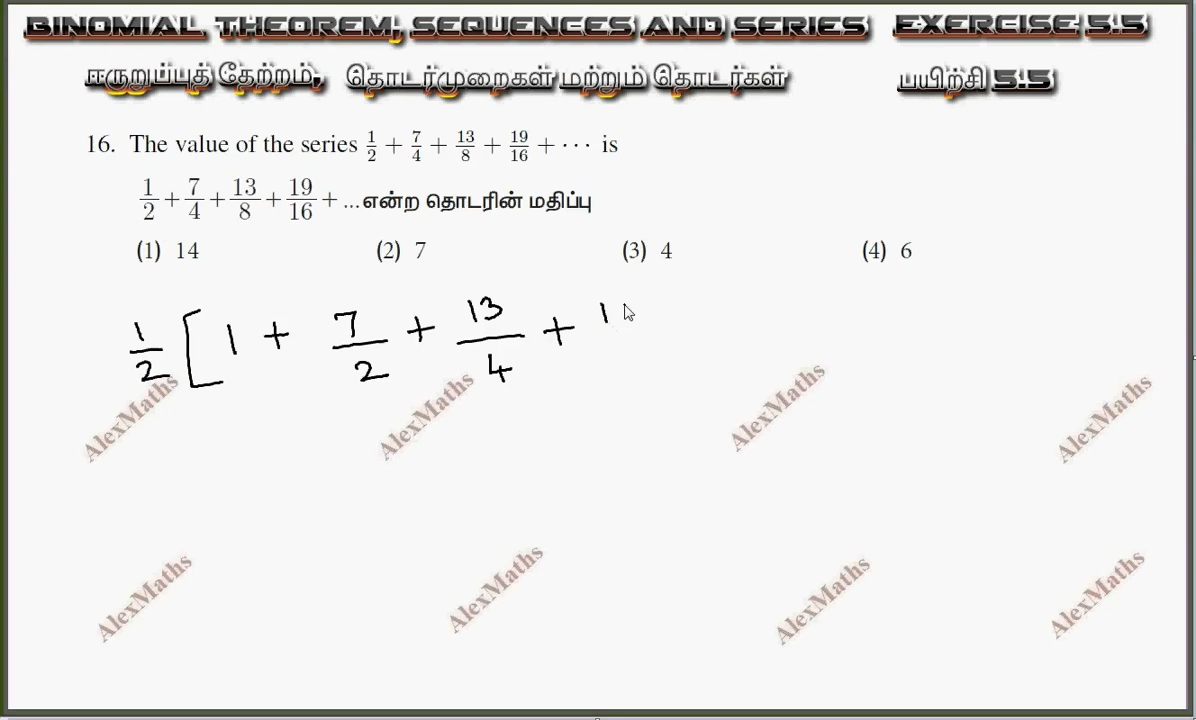 BINOMIAL THEOREM, SEQUENCES AND SERIES EXERCISE 5.5
ஈருறுப்புத் தேற்றம், தொடர்முறைகள் மற்றும் தொடர்கள் பயிற்சி 5.5
16. The value of the series 1/2 + 7/4 + 13/8 + 19/16 + ··· is
1/2 + 7/4 + 13/8 + 19/16 + ... என்ற தொடரின் மதிப்பு
(1) 14 (2) 7 (3) 4 (4) 6
1/2 [ 1 + 7/2 + 13/4 + 1
AlexMaths AlexMaths AlexMaths AlexMaths
AlexMaths AlexMaths AlexMaths AlexMaths